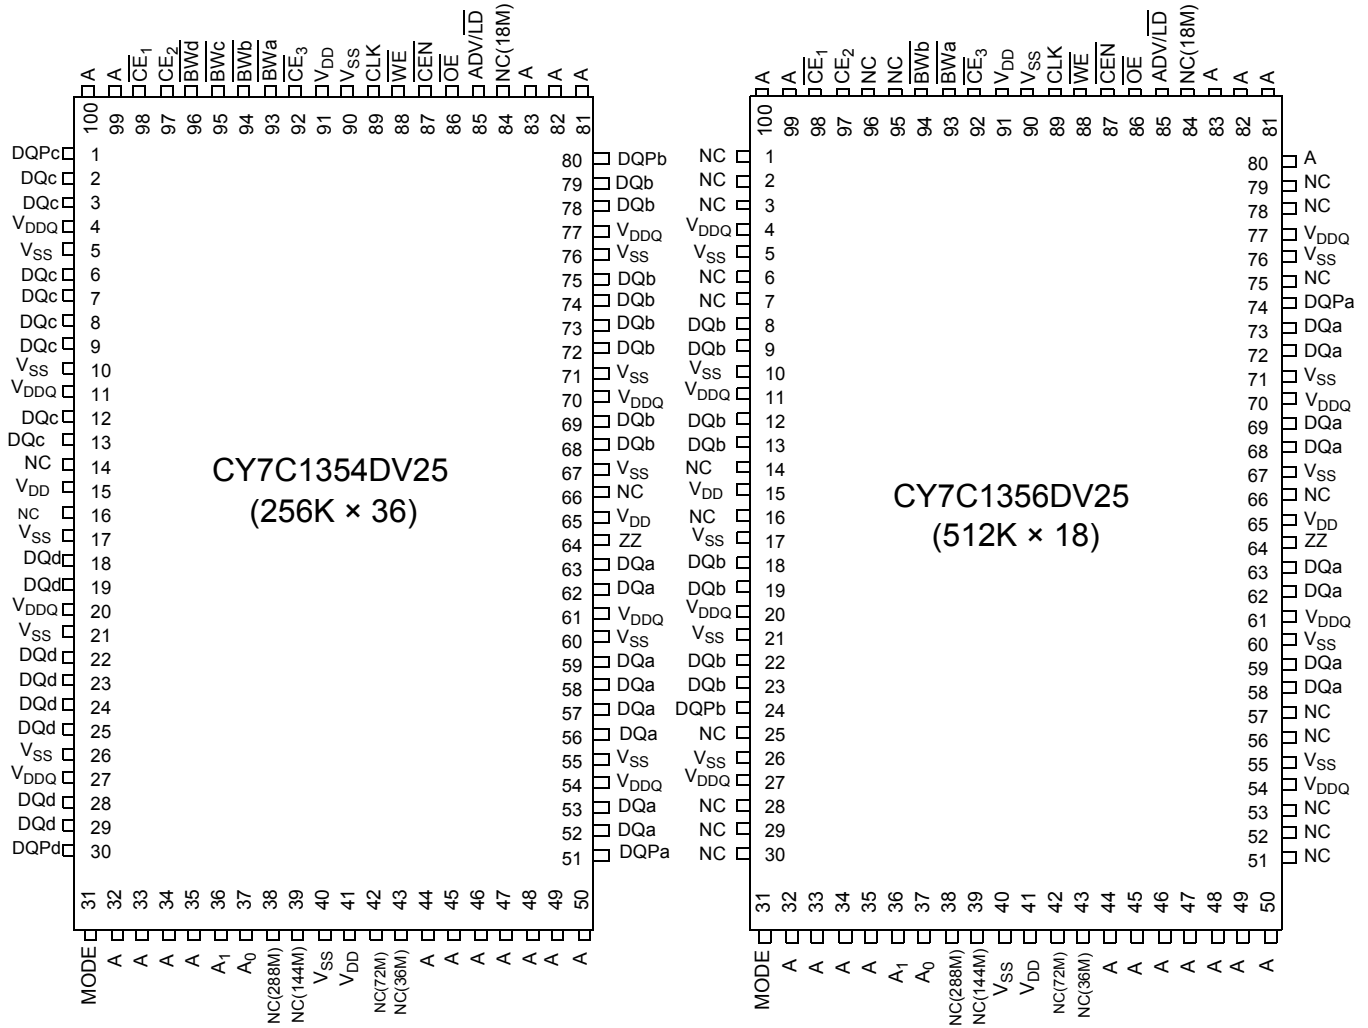 A A C̅E̅₁ CE₂ B̅W̅d̅ B̅W̅c̅ B̅W̅b̅ B̅W̅a̅ C̅E̅₃ VDD VSS CLK W̅E̅ C̅E̅N̅ O̅E̅ ADV/L̅D̅ NC(18M) A A A
100 99 98 97 96 95 94 93 92 91 90 89 88 87 86 85 84 83 82 81
DQPc 1
DQc 2
DQc 3
VDDQ 4
VSS 5
DQc 6
DQc 7
DQc 8
DQc 9
VSS 10
VDDQ 11
DQc 12
DQc 13
NC 14
VDD 15
NC 16
VSS 17
DQd 18
DQd 19
VDDQ 20
VSS 21
DQd 22
DQd 23
DQd 24
DQd 25
VSS 26
VDDQ 27
DQd 28
DQd 29
DQPd 30
CY7C1354DV25
(256K × 36)
80 DQPb
79 DQb
78 DQb
77 VDDQ
76 VSS
75 DQb
74 DQb
73 DQb
72 DQb
71 VSS
70 VDDQ
69 DQb
68 DQb
67 VSS
66 NC
65 VDD
64 ZZ
63 DQa
62 DQa
61 VDDQ
60 VSS
59 DQa
58 DQa
57 DQa
56 DQa
55 VSS
54 VDDQ
53 DQa
52 DQa
51 DQPa
31 32 33 34 35 36 37 38 39 40 41 42 43 44 45 46 47 48 49 50
MODE A A A A A₁ A₀ NC(288M) NC(144M) VSS VDD NC(72M) NC(36M) A A A A A A A
A A C̅E̅₁ CE₂ NC NC B̅W̅b̅ B̅W̅a̅ C̅E̅₃ VDD VSS CLK W̅E̅ C̅E̅N̅ O̅E̅ ADV/L̅D̅ NC(18M) A A A
100 99 98 97 96 95 94 93 92 91 90 89 88 87 86 85 84 83 82 81
NC 1
NC 2
NC 3
VDDQ 4
VSS 5
NC 6
NC 7
DQb 8
DQb 9
VSS 10
VDDQ 11
DQb 12
DQb 13
NC 14
VDD 15
NC 16
VSS 17
DQb 18
DQb 19
VDDQ 20
VSS 21
DQb 22
DQb 23
DQPb 24
NC 25
VSS 26
VDDQ 27
NC 28
NC 29
NC 30
CY7C1356DV25
(512K × 18)
80 A
79 NC
78 NC
77 VDDQ
76 VSS
75 NC
74 DQPa
73 DQa
72 DQa
71 VSS
70 VDDQ
69 DQa
68 DQa
67 VSS
66 NC
65 VDD
64 ZZ
63 DQa
62 DQa
61 VDDQ
60 VSS
59 DQa
58 DQa
57 NC
56 NC
55 VSS
54 VDDQ
53 NC
52 NC
51 NC
31 32 33 34 35 36 37 38 39 40 41 42 43 44 45 46 47 48 49 50
MODE A A A A A₁ A₀ NC(288M) NC(144M) VSS VDD NC(72M) NC(36M) A A A A A A A